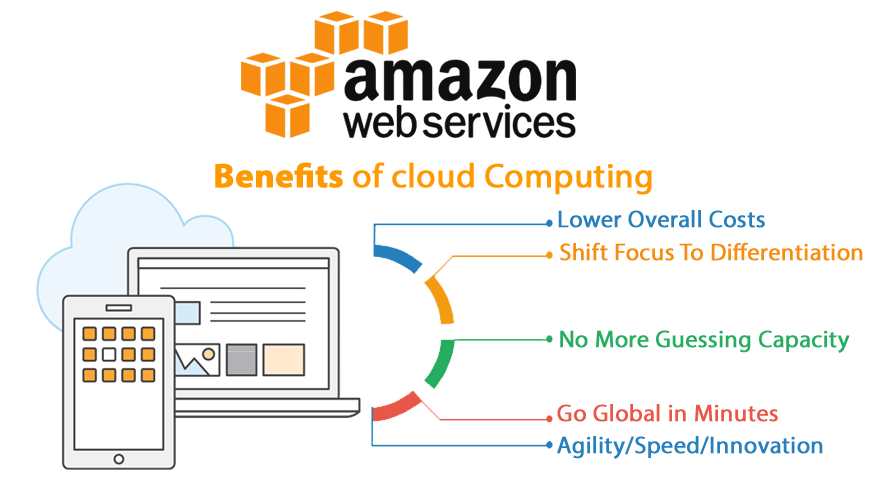 amazon
web services
Benefits of cloud Computing
Lower Overall Costs
Shift Focus To Differentiation
No More Guessing Capacity
Go Global in Minutes
Agility/Speed/Innovation